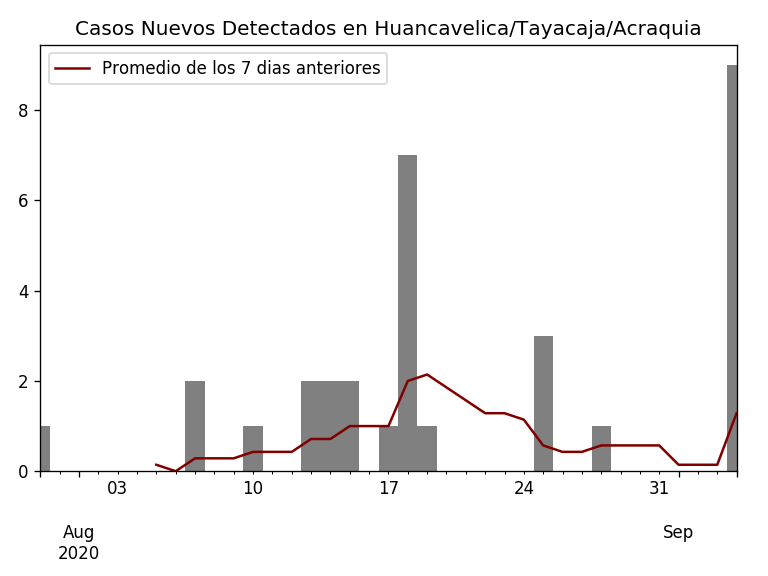 Casos Nuevos Detectados en Huancavelica/Tayacaja/Acraquia
Promedio de los 7 dias anteriores
8
6
4
2
0
03 10 17 24 31
Aug Sep
2020